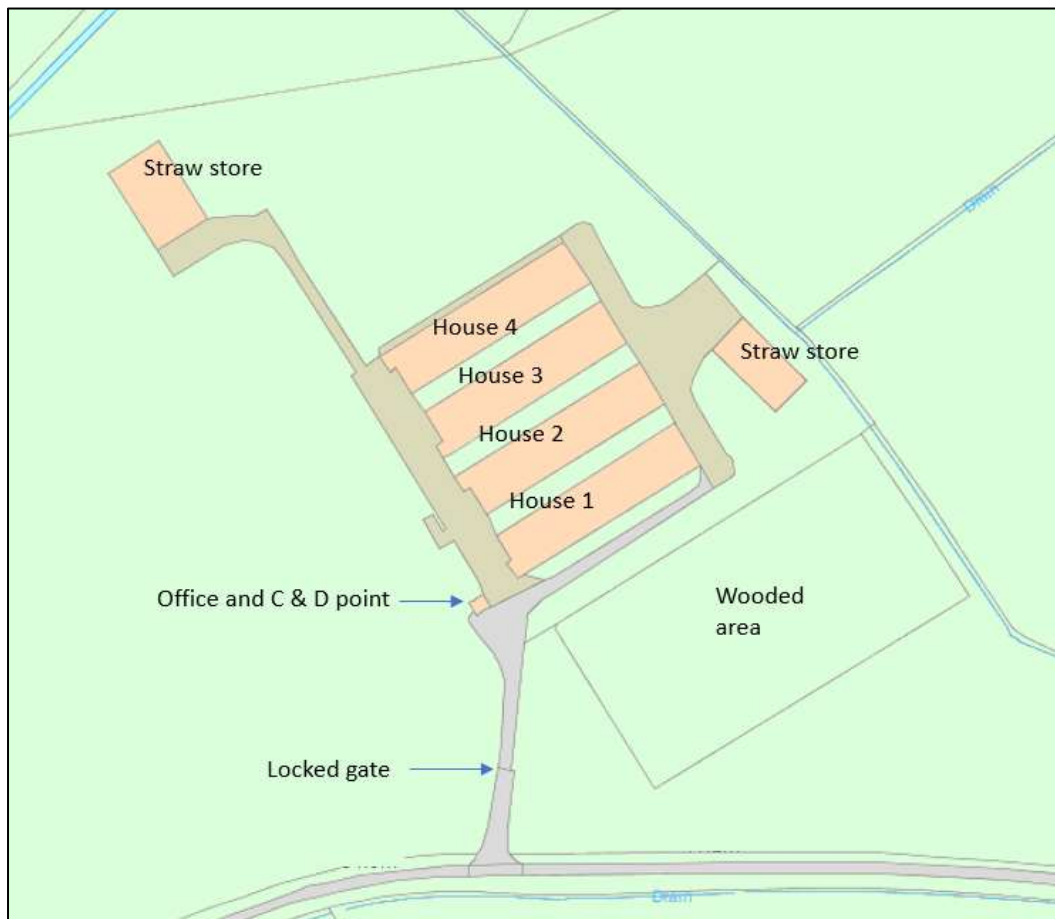 Straw store
Drain
House 4
House 3
Straw store
House 2
House 1
Office and C & D point
Wooded
area
Locked gate
Drain